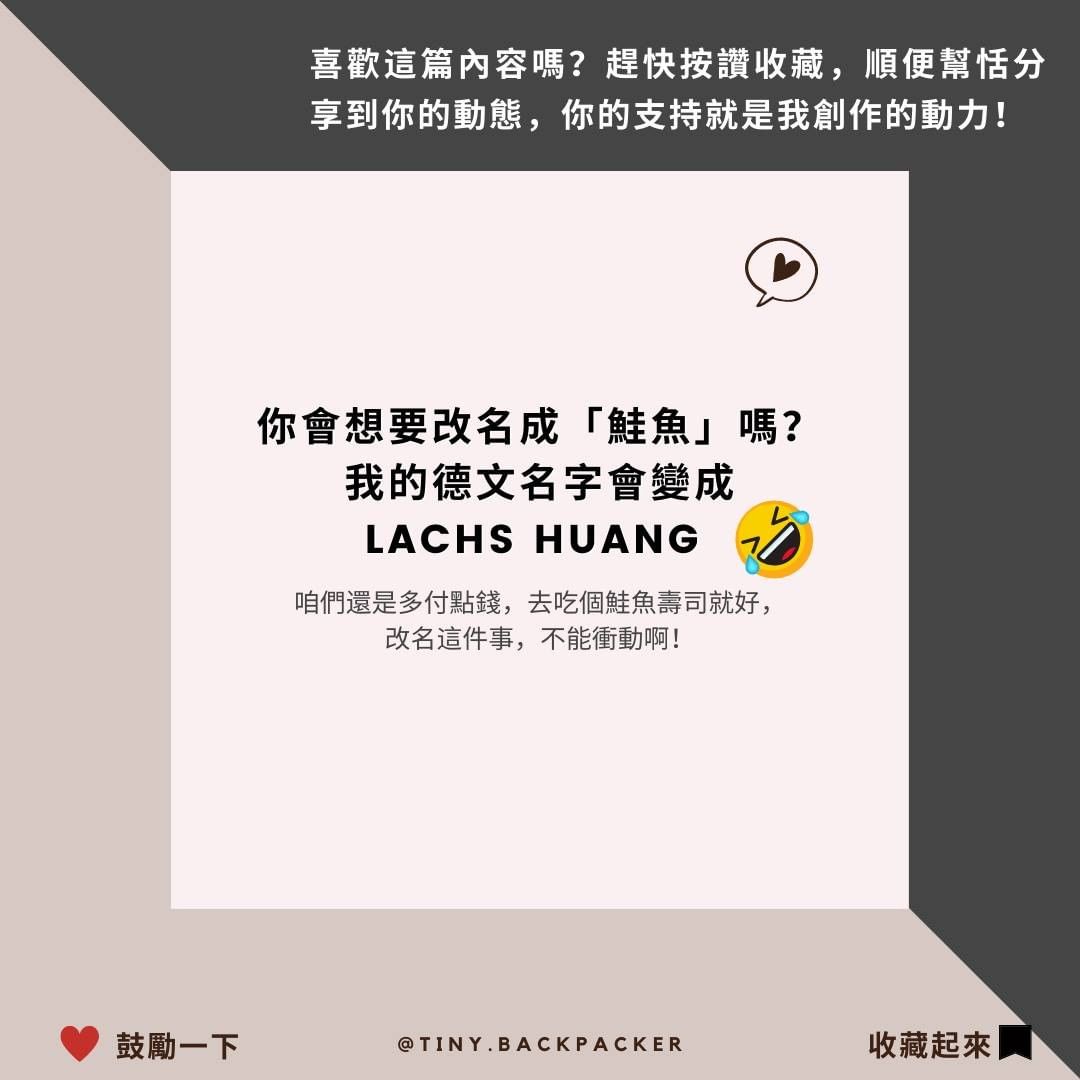 喜歡這篇內容嗎?趕快按讚收藏,順便幫恬分
享到你的動態,你的支持就是我創作的動力!
你會想要改名成「鮭魚」嗎?
我的德文名字會變成
LACHS HUANG
咱們還是多付點錢,去吃個鮭魚壽司就好,
改名這件事,不能衝動啊!
鼓勵一下
@TINY.BACKPACKER
收藏起來